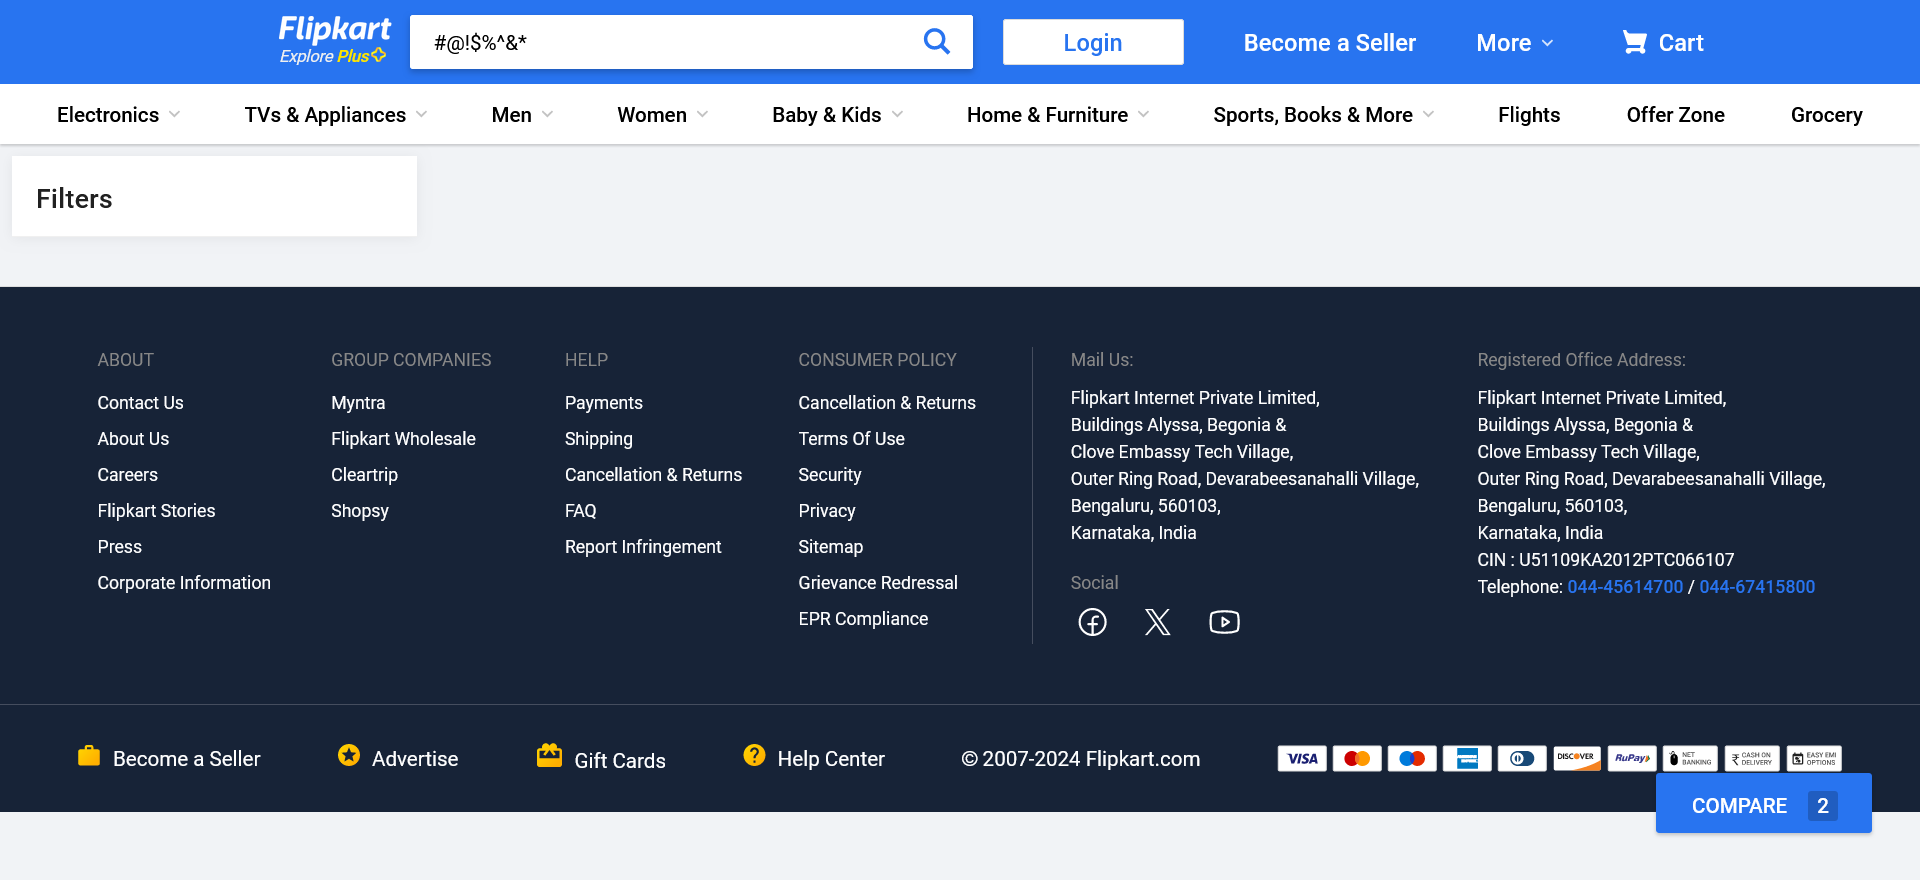 Flipkart
Explore Plus
#@!$%^&*
Login
Become a Seller
More
Cart
Electronics
TVs & Appliances
Men
Women
Baby & Kids
Home & Furniture
Sports, Books & More
Flights
Offer Zone
Grocery
Filters
ABOUT
Contact Us
About Us
Careers
Flipkart Stories
Press
Corporate Information
GROUP COMPANIES
Myntra
Flipkart Wholesale
Cleartrip
Shopsy
HELP
Payments
Shipping
Cancellation & Returns
FAQ
Report Infringement
CONSUMER POLICY
Cancellation & Returns
Terms Of Use
Security
Privacy
Sitemap
Grievance Redressal
EPR Compliance
Mail Us:
Flipkart Internet Private Limited,
Buildings Alyssa, Begonia &
Clove Embassy Tech Village,
Outer Ring Road, Devarabeesanahalli Village,
Bengaluru, 560103,
Karnataka, India
Social
Registered Office Address:
Flipkart Internet Private Limited,
Buildings Alyssa, Begonia &
Clove Embassy Tech Village,
Outer Ring Road, Devarabeesanahalli Village,
Bengaluru, 560103,
Karnataka, India
CIN : U51109KA2012PTC066107
Telephone: 044-45614700 / 044-67415800
Become a Seller
Advertise
Gift Cards
Help Center
© 2007-2024 Flipkart.com
VISA
DISCOVER
RuPay
NET
BANKING
CASH ON
DELIVERY
EASY EMI
OPTIONS
COMPARE 2